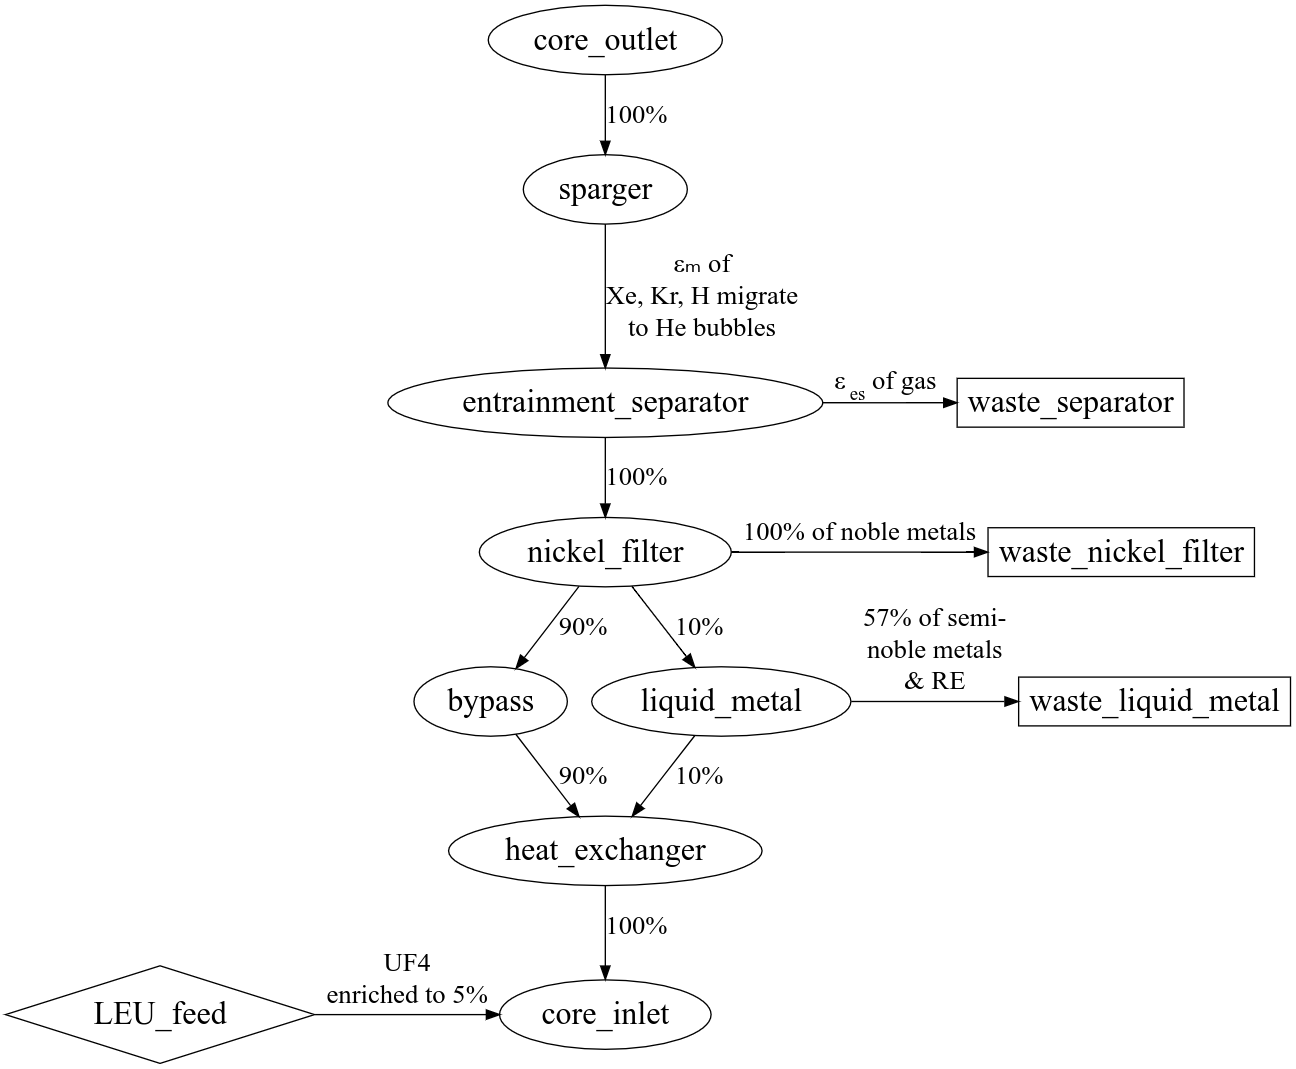 core_outlet
100%
sparger
εₘ of
Xe, Kr, H migrate
to He bubbles
entrainment_separator
ε es of gas
waste_separator
100%
nickel_filter
100% of noble metals
waste_nickel_filter
90%
10%
57% of semi-
noble metals
& RE
bypass
liquid_metal
waste_liquid_metal
90%
10%
heat_exchanger
100%
LEU_feed
UF4
enriched to 5%
core_inlet